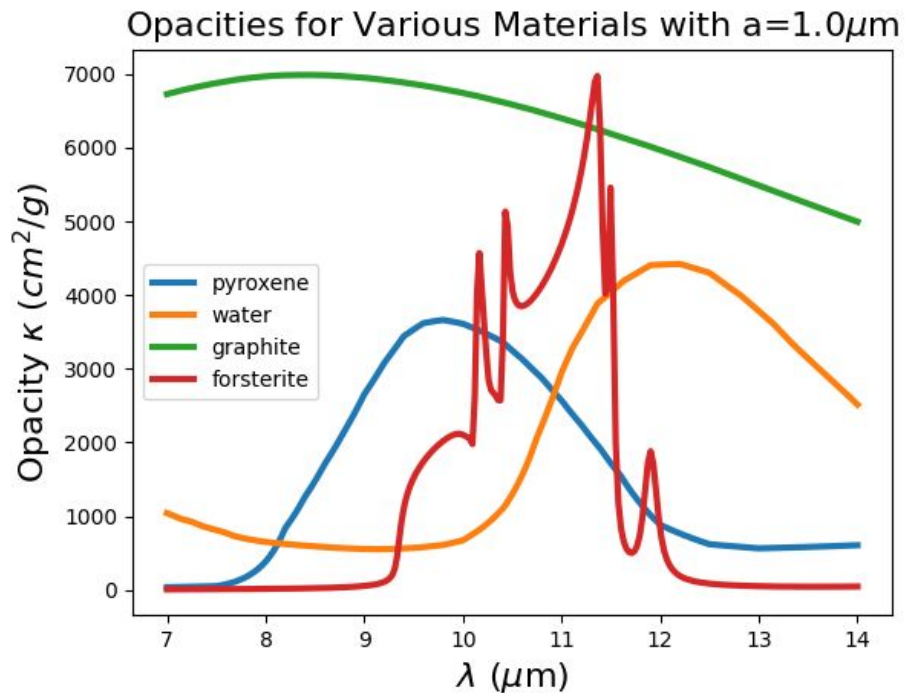 Opacities for Various Materials with a=1.0μm
Opacity κ (cm²/g)
7000
6000
5000
4000
3000
2000
1000
0
pyroxene
water
graphite
forsterite
7 8 9 10 11 12 13 14
λ (μm)